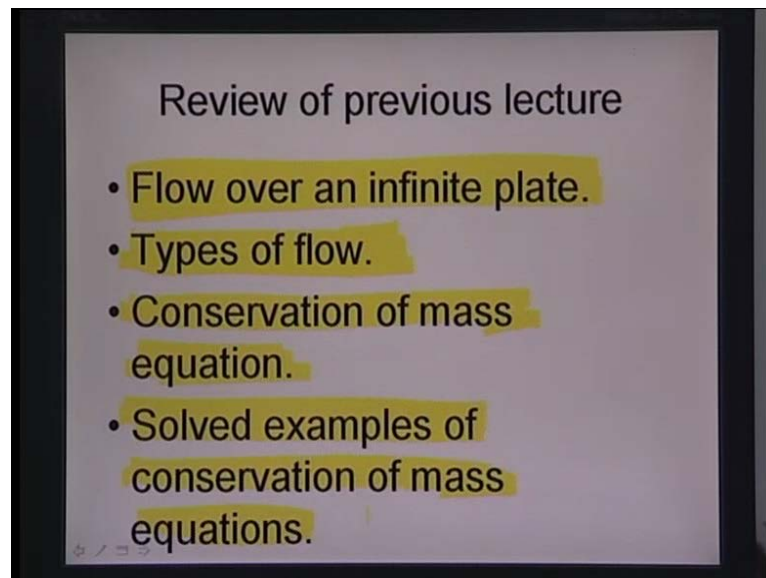 Review of previous lecture
• Flow over an infinite plate.
• Types of flow.
• Conservation of mass
equation.
• Solved examples of
conservation of mass
equations.